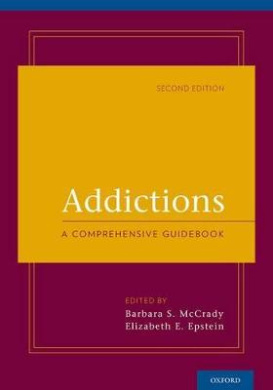 SECOND EDITION
Addictions
A COMPREHENSIVE GUIDEBOOK
EDITED BY
Barbara S. McCrady
Elizabeth E. Epstein
OXFORD